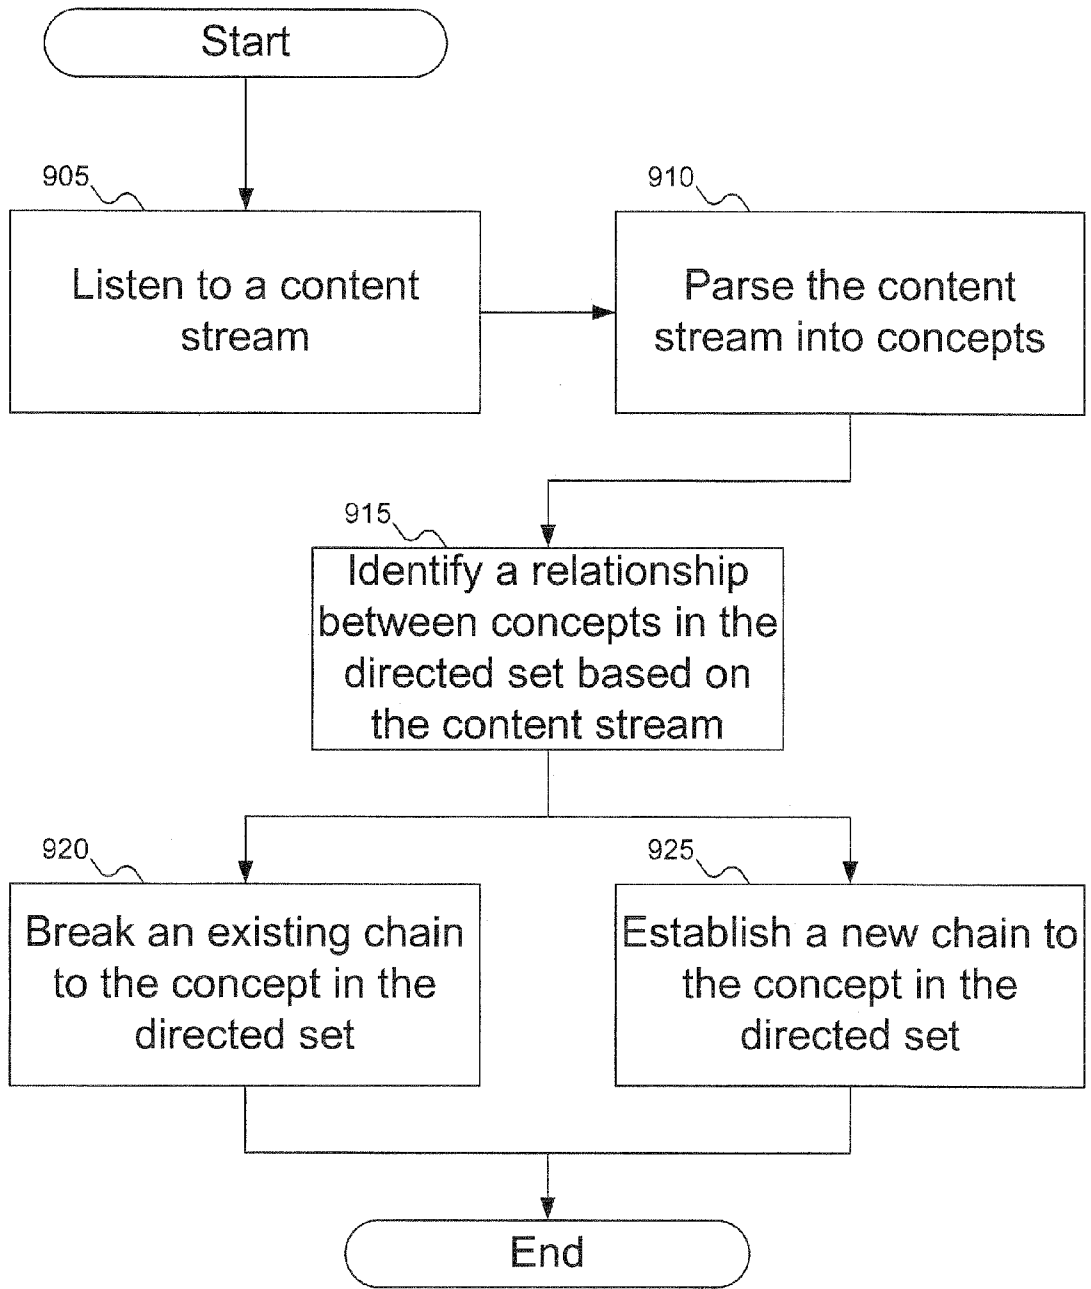 Start
905
Listen to a content
stream
910
Parse the content
stream into concepts
915
Identify a relationship
between concepts in the
directed set based on
the content stream
920
Break an existing chain
to the concept in the
directed set
925
Establish a new chain to
the concept in the
directed set
End